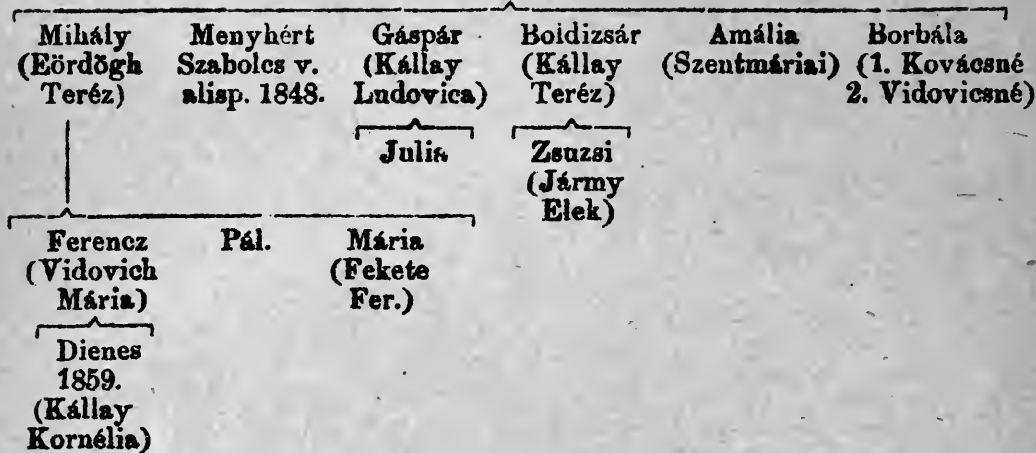 Mihály Menyhért Gáspár Boldizsár Amália Borbála
(Eördögh Szabolcs v. (Kállay (Kállay (Szentmáriai) (1. Kovácsné
Teréz) alisp. 1848. Ludovica) Teréz) 2. Vidovicsné)
Julia Zsuzsi
(Jármy
Elek)
Ferencz Pál. Mária
(Vidovich (Fekete
Mária) Fer.)
Dienes
1859.
(Kállay
Kornélia)